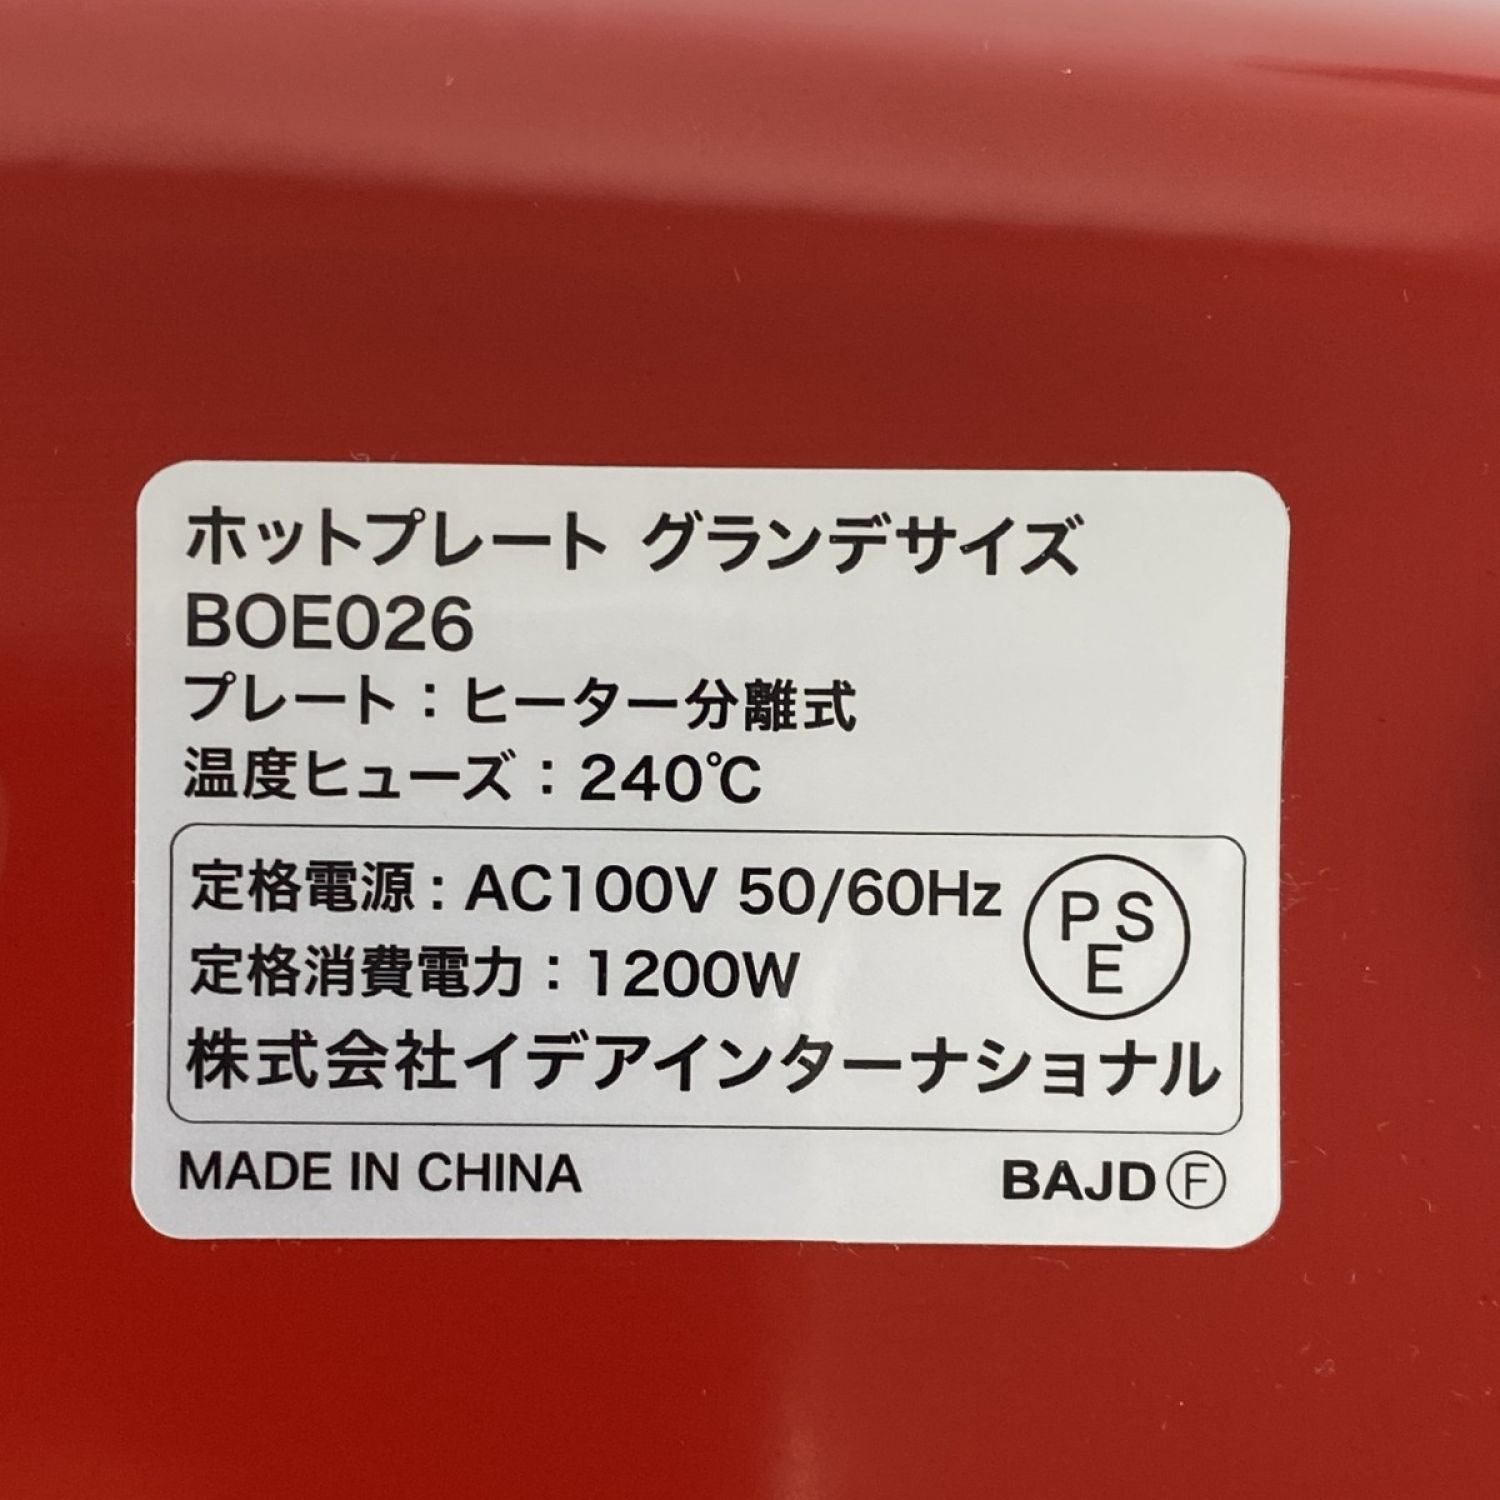 ホットプレート グランデサイズ
BOE026
プレート：ヒーター分離式
温度ヒューズ：240℃
定格電源：AC100V 50/60Hz
定格消費電力：1200W
PSE
株式会社イデアインターナショナル
MADE IN CHINA
BAJD Ⓕ